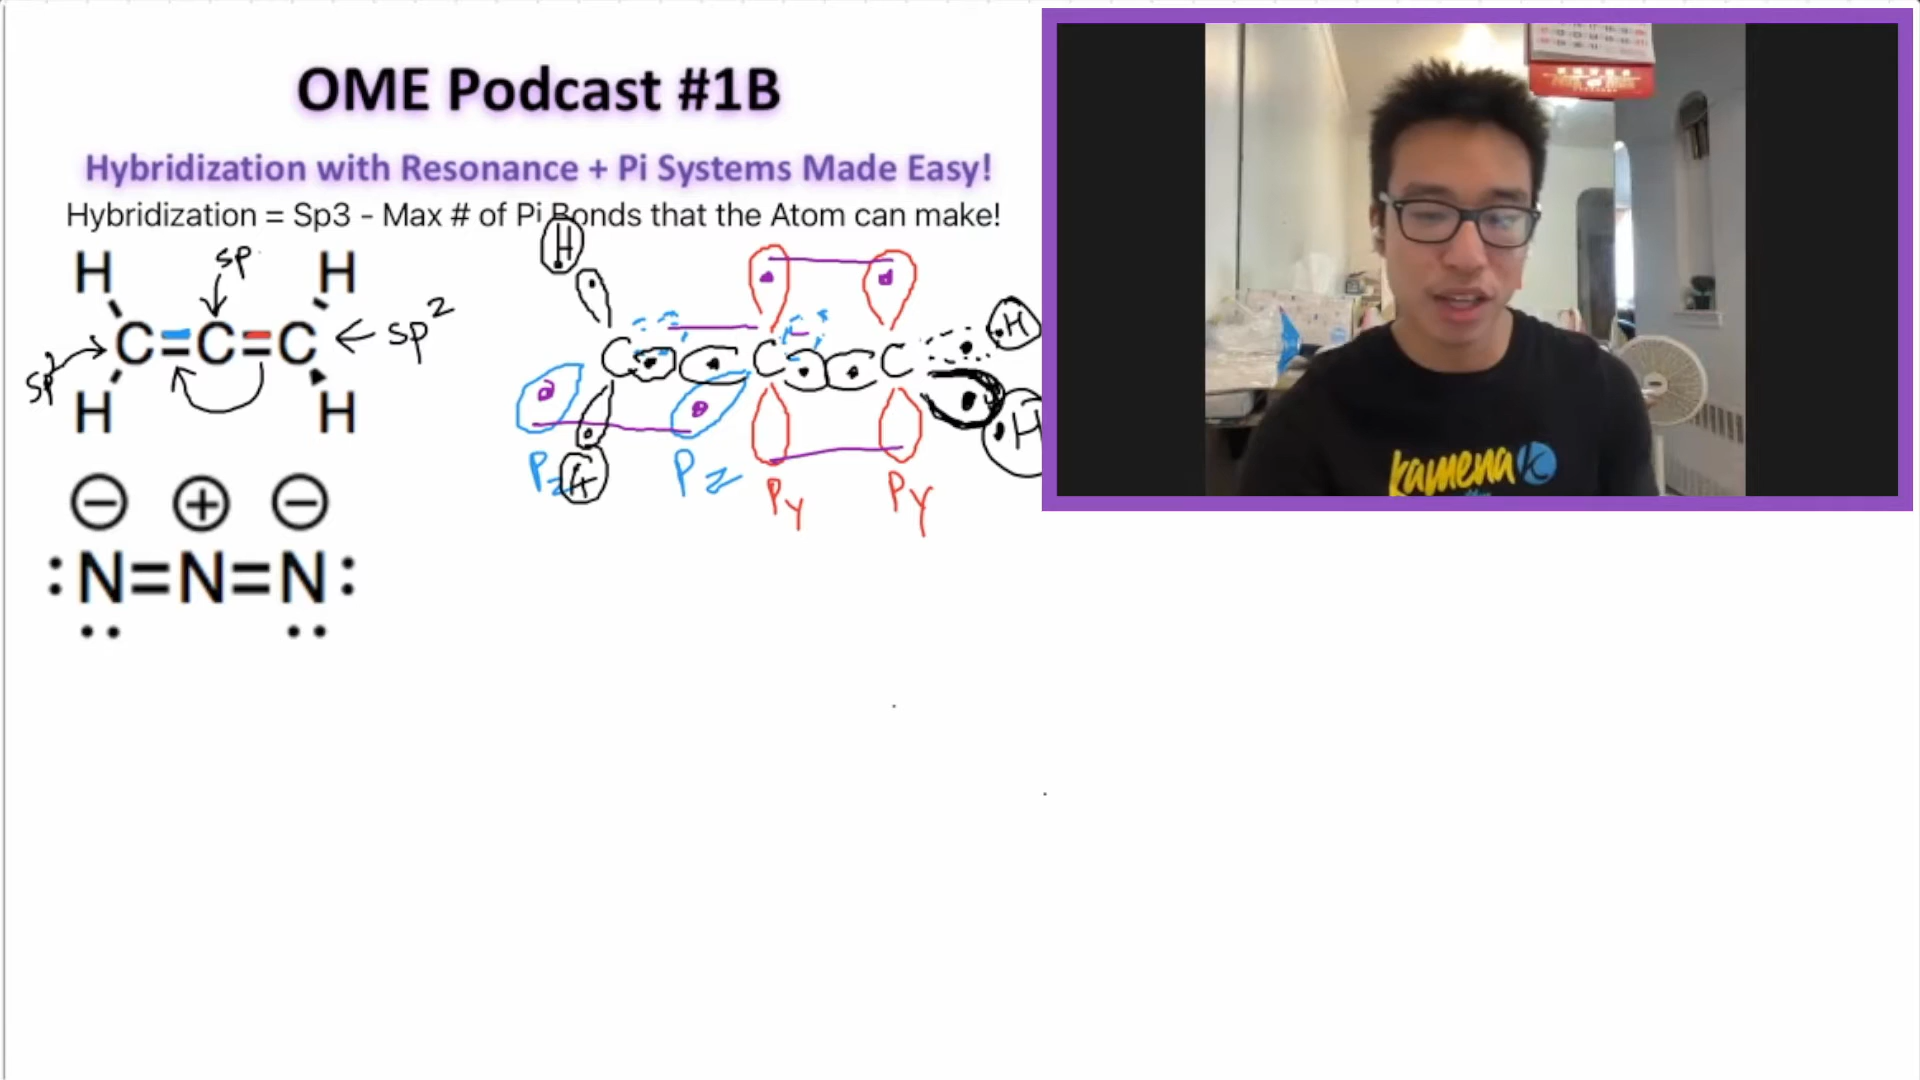 OME Podcast #1B
Hybridization with Resonance + Pi Systems Made Easy!
Hybridization = Sp3 - Max # of Pi Bonds that the Atom can make!
H sp H
C=C=C ← sp²
sp²
H H
⊖ ⊕ ⊖
:N=N=N:
H
C C C H
H
H
Pz Pz Py Py
kamena k